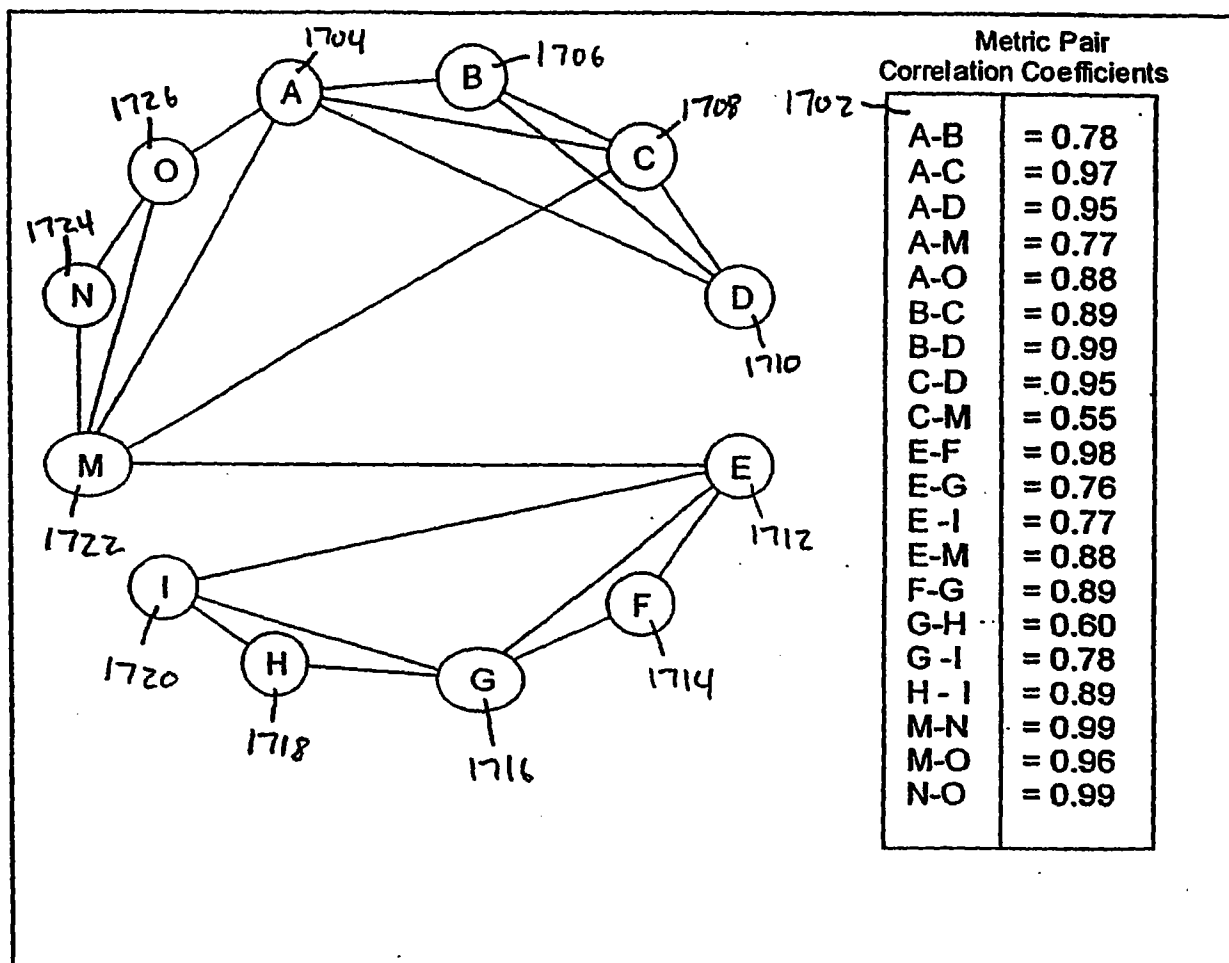 1704
A
B
1706
1726
O
1708
C
1724
N
D
1710
M
1722
E
1712
I
1720
H
1718
G
1716
F
1714
Metric Pair
Correlation Coefficients
1702
A-B = 0.78
A-C = 0.97
A-D = 0.95
A-M = 0.77
A-O = 0.88
B-C = 0.89
B-D = 0.99
C-D = 0.95
C-M = 0.55
E-F = 0.98
E-G = 0.76
E-I = 0.77
E-M = 0.88
F-G = 0.89
G-H = 0.60
G-I = 0.78
H-I = 0.89
M-N = 0.99
M-O = 0.96
N-O = 0.99